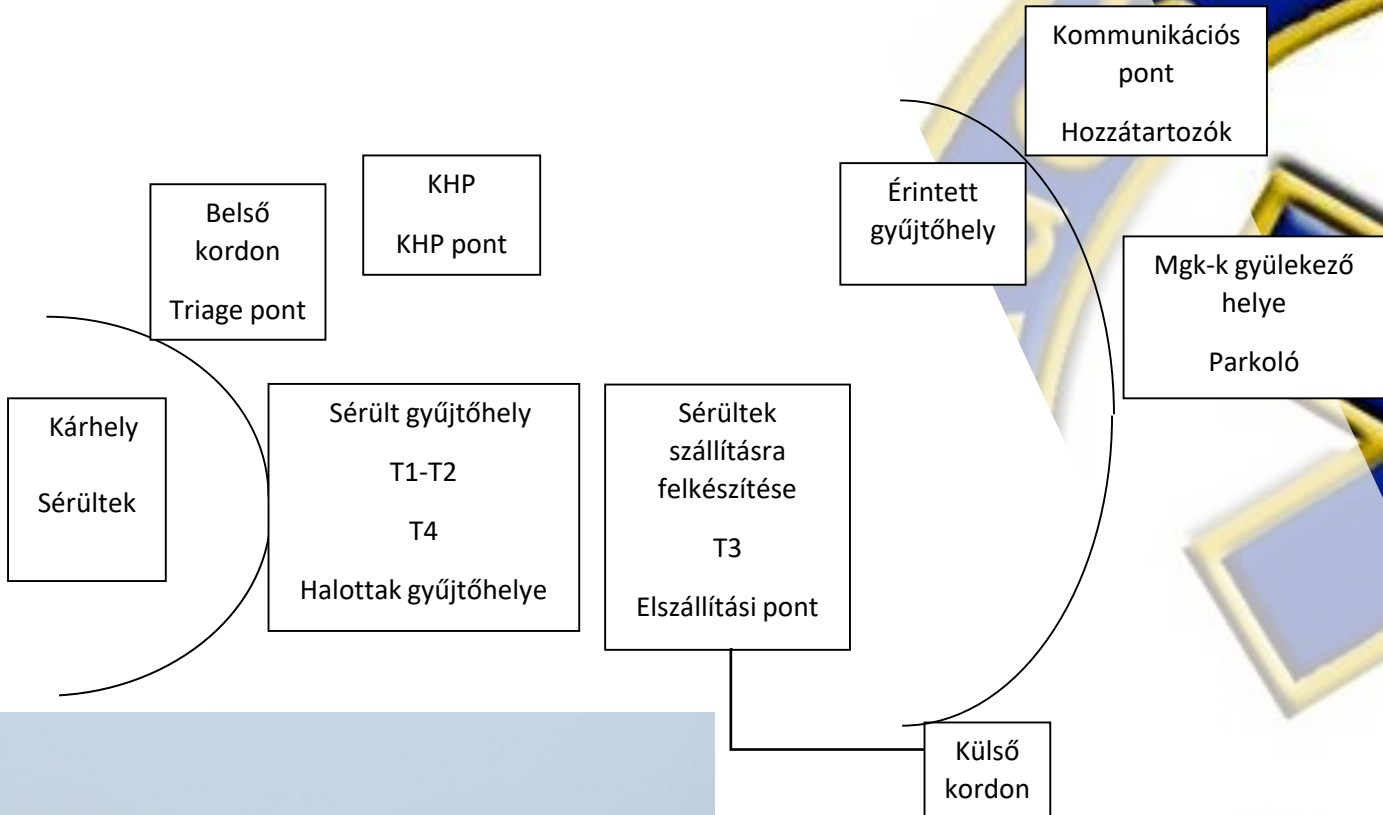 Kommunikációs
pont
Hozzátartozók
KHP
KHP pont
Belső
kordon
Triage pont
Érintett
gyűjtőhely
Mgk-k gyülekező
helye
Parkoló
Kárhely
Sérültek
Sérült gyűjtőhely
T1-T2
T4
Halottak gyűjtőhelye
Sérültek
szállításra
felkészítése
T3
Elszállítási pont
Külső
kordon